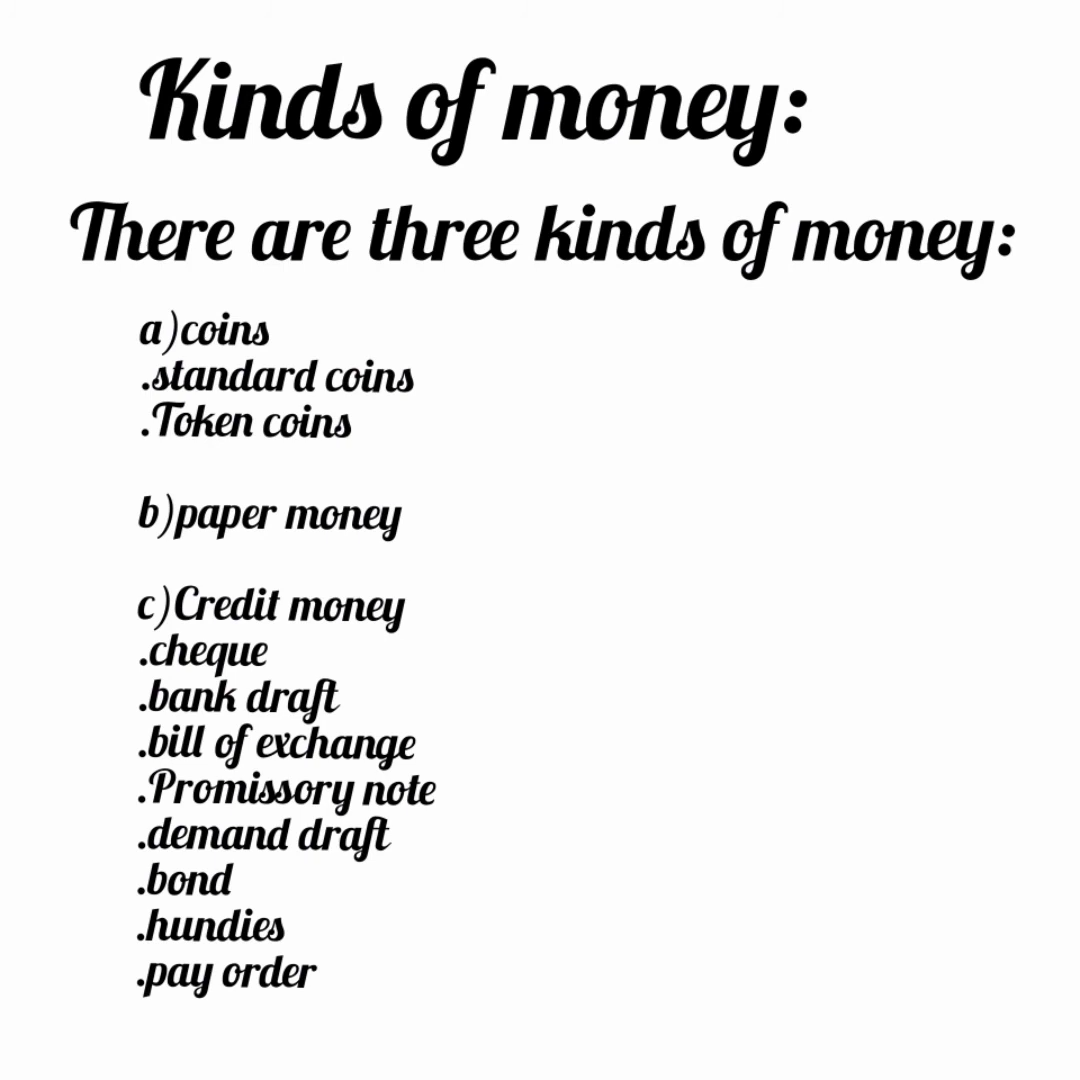 Kinds of money:
There are three kinds of money:
a)coins
.standard coins
.Token coins
b)paper money
c)Credit money
.cheque
.bank draft
.bill of exchange
.Promissory note
.demand draft
.bond
.hundies
.pay order